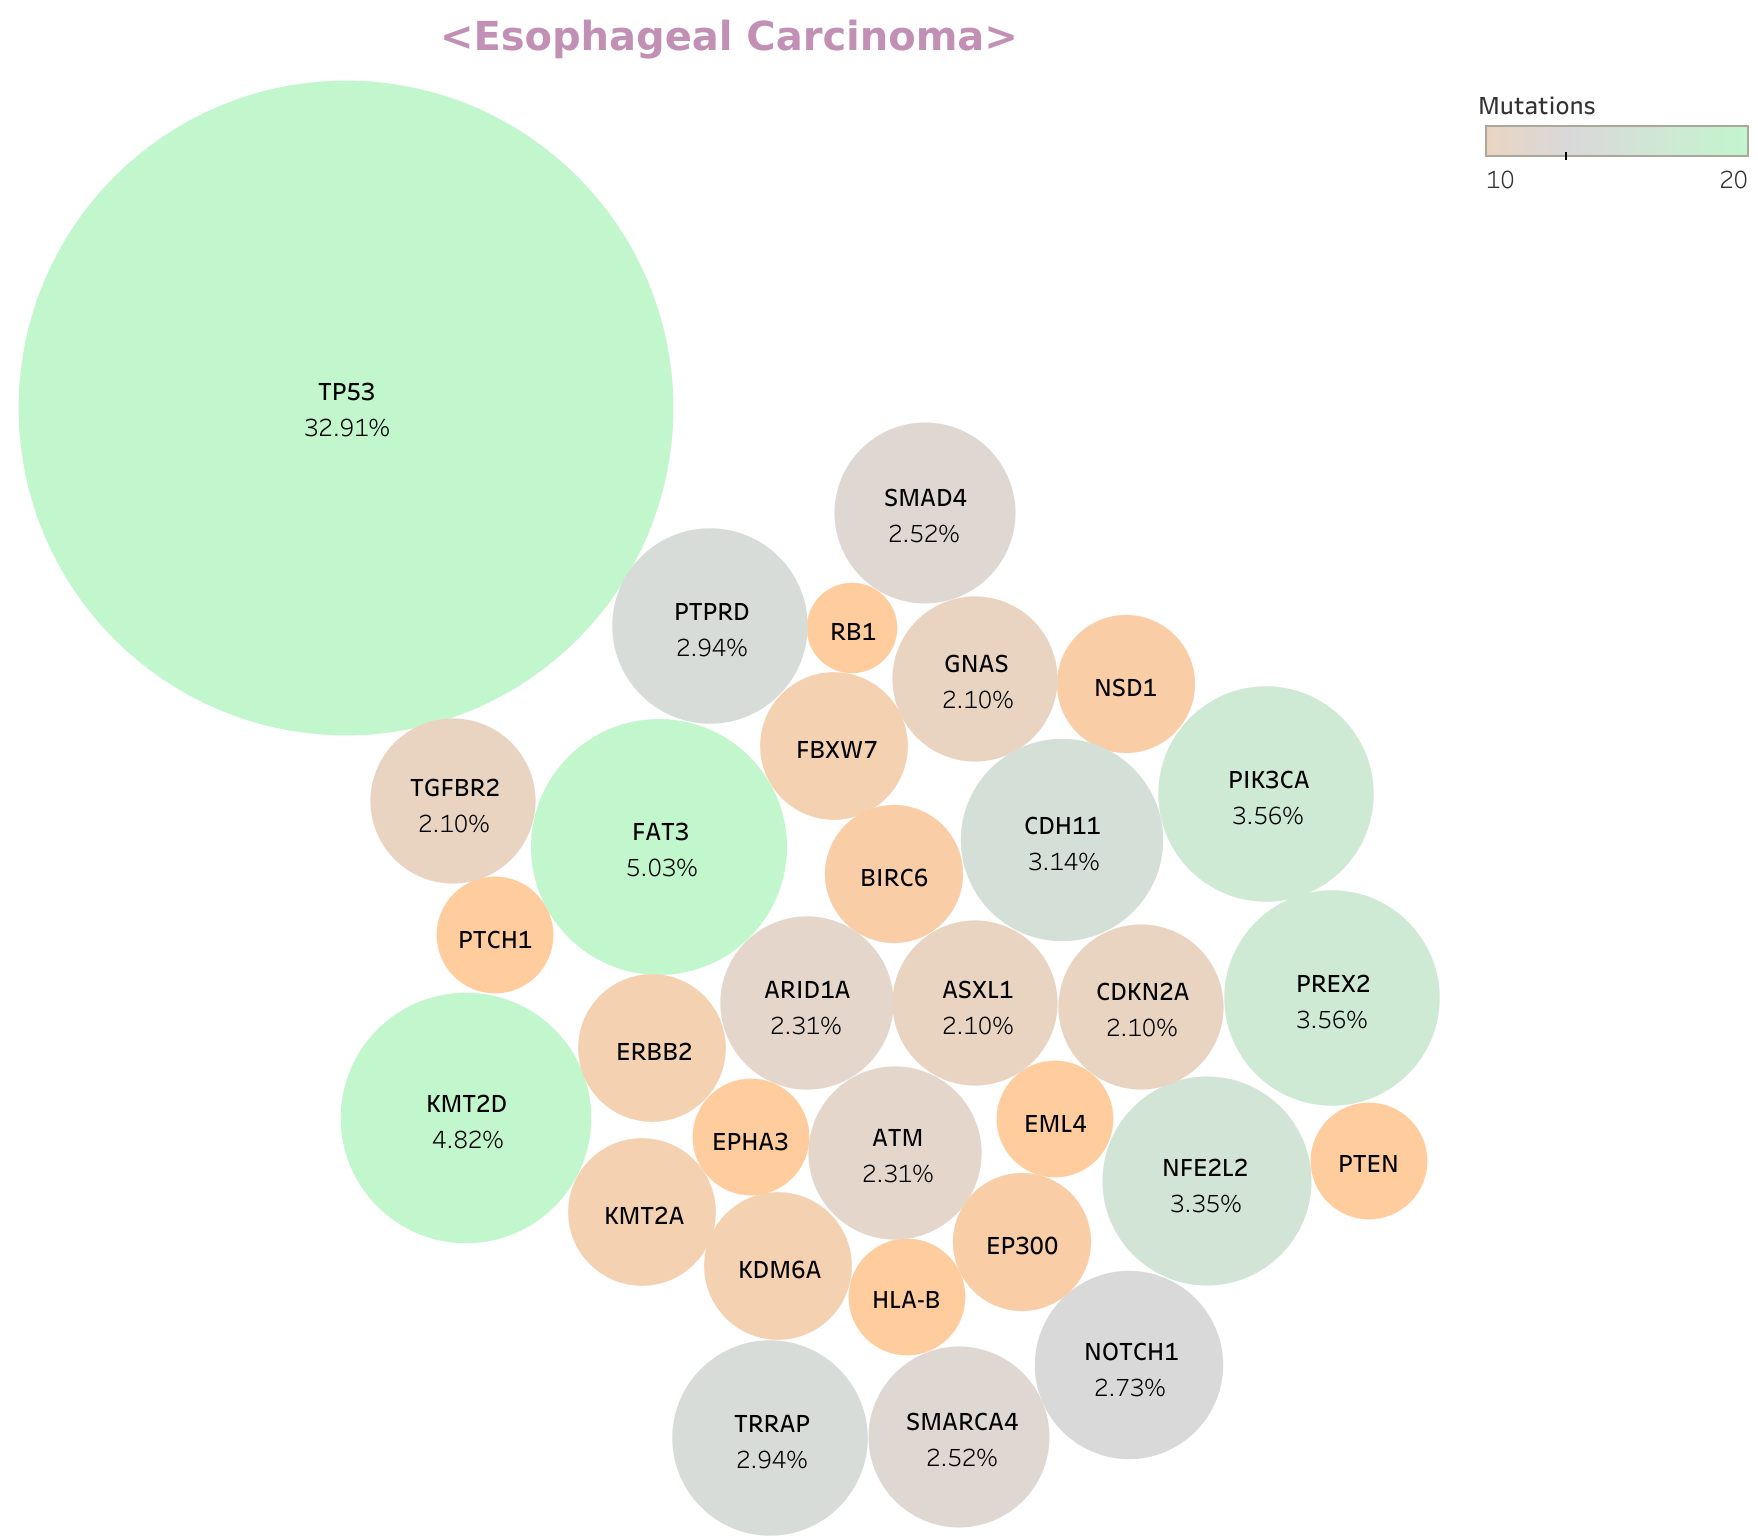 <Esophageal Carcinoma>
Mutations
10 20
TP53
32.91%
SMAD4
2.52%
PTPRD
2.94%
RB1
GNAS
2.10%
NSD1
FBXW7
PIK3CA
3.56%
TGFBR2
2.10%
FAT3
5.03%
CDH11
3.14%
BIRC6
PTCH1
ARID1A
2.31%
ASXL1
2.10%
CDKN2A
2.10%
PREX2
3.56%
ERBB2
KMT2D
4.82%
EPHA3
ATM
2.31%
EML4
NFE2L2
3.35%
PTEN
KMT2A
KDM6A
HLA-B
EP300
NOTCH1
2.73%
TRRAP
2.94%
SMARCA4
2.52%